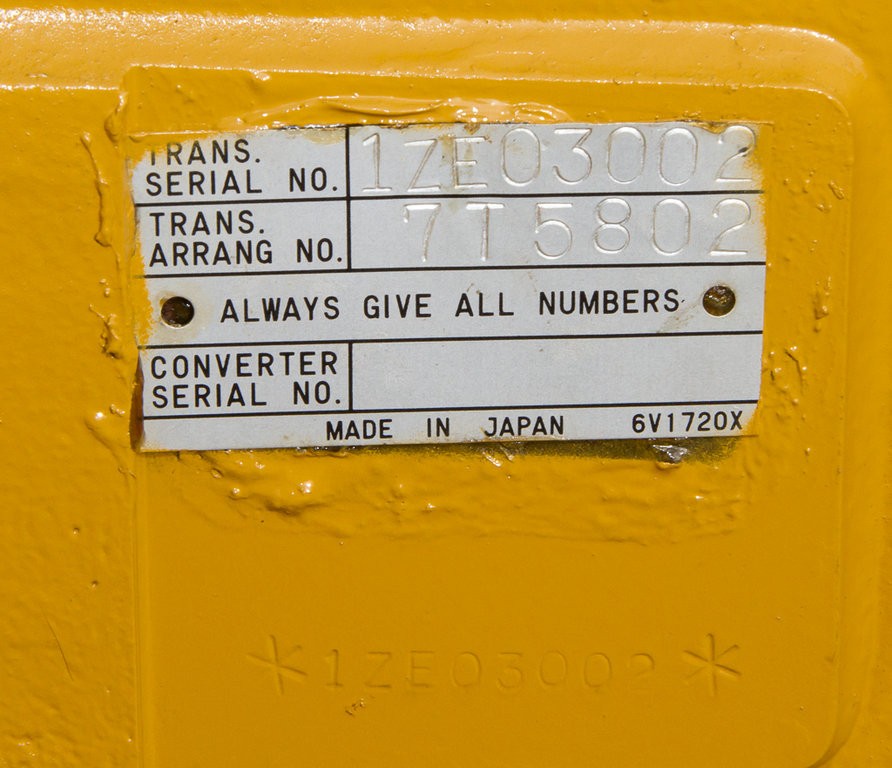 TRANS.
SERIAL NO. 1ZE03002
TRANS.
ARRANG NO. 7T5802
ALWAYS GIVE ALL NUMBERS
CONVERTER
SERIAL NO.
MADE IN JAPAN 6V1720X
*1ZE03002*